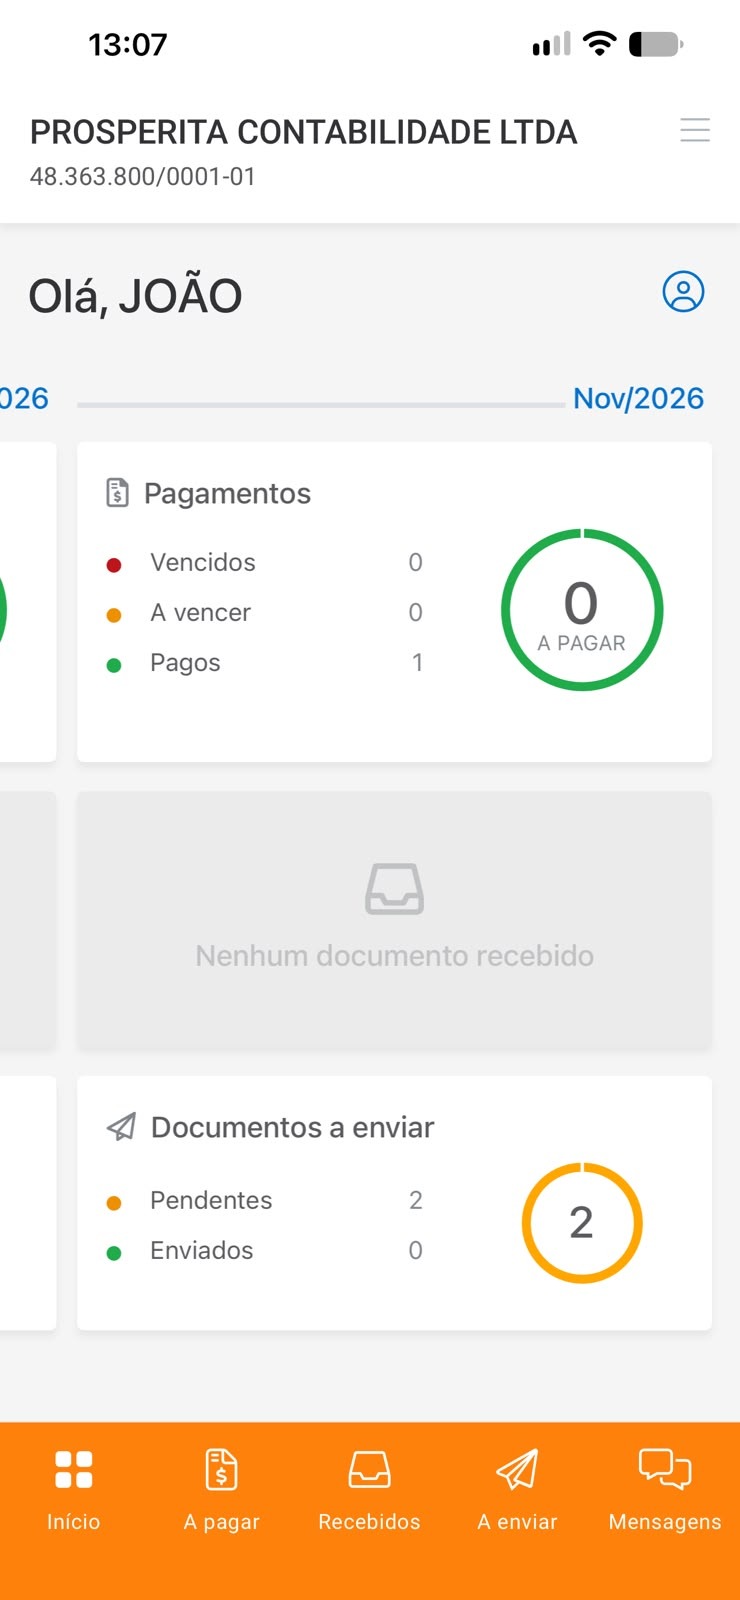 13:07
PROSPERITA CONTABILIDADE LTDA
48.363.800/0001-01
Olá, JOÃO
026
Nov/2026
Pagamentos
Vencidos 0
A vencer 0
Pagos 1
0
A PAGAR
Nenhum documento recebido
Documentos a enviar
Pendentes 2
Enviados 0
2
Início
A pagar
Recebidos
A enviar
Mensagens